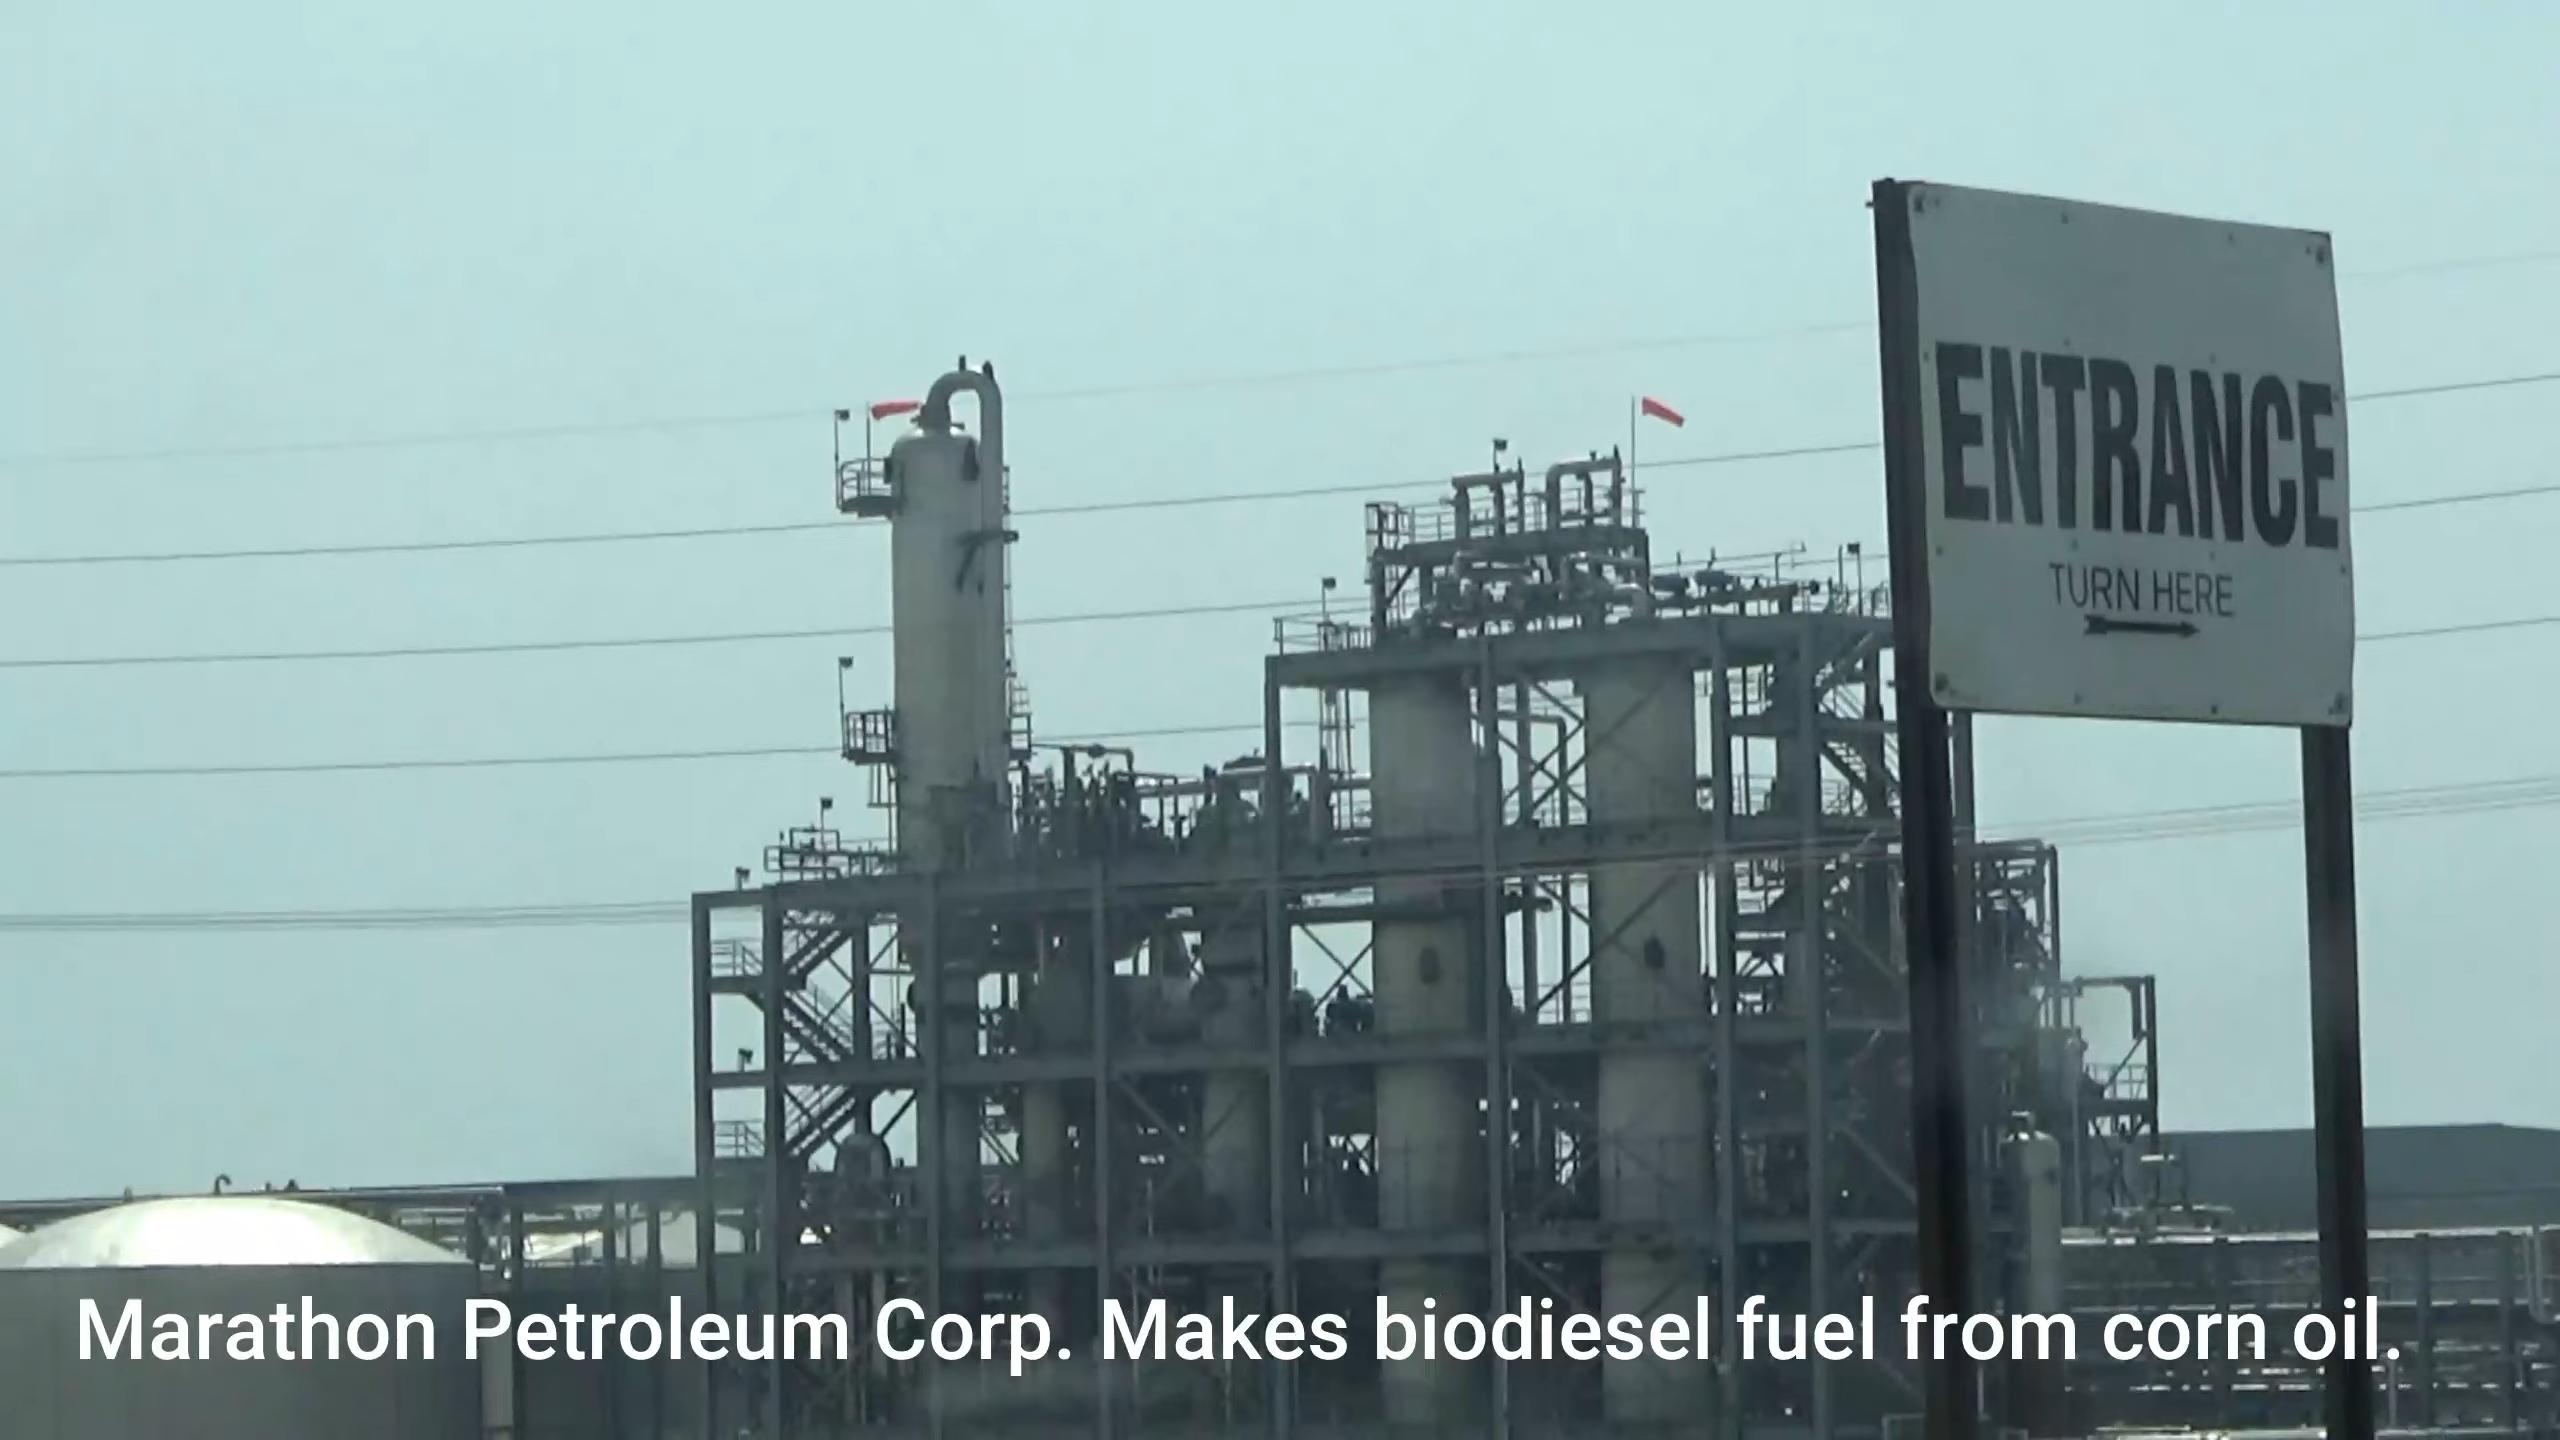 ENTRANCE
TURN HERE
Marathon Petroleum Corp. Makes biodiesel fuel from corn oil.